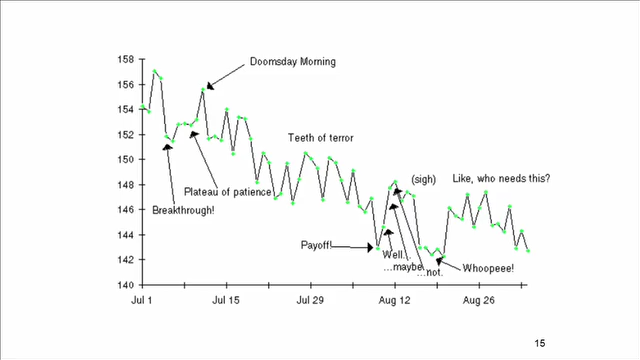 158
156
154
152
150
148
146
144
142
140
Doomsday Morning
Teeth of terror
Plateau of patience
Breakthrough!
(sigh)
Like, who needs this?
Payoff!
Well...
...maybe
...not.
Whoopeee!
Jul 1
Jul 15
Jul 29
Aug 12
Aug 26
15